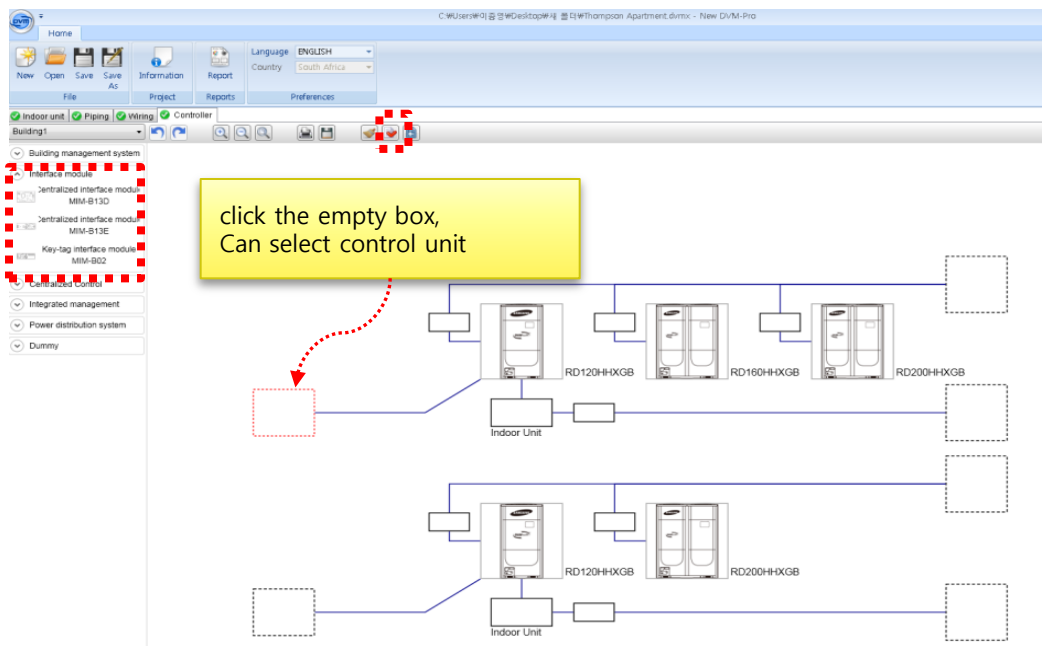 C:₩Users₩이종영₩Desktop₩새 폴더₩Thompson Apartment.dvmx - New DVM-Pro
DVM
Home
New
Open
Save
Save As
Information
Report
Language
ENGLISH
Country
South Africa
File
Project
Reports
Preferences
Indoor unit
Piping
Wiring
Controller
Building1
Building management system
Interface module
Centralized interface modul
MIM-B13D
Centralized interface modul
MIM-B13E
Key-tag interface module
MIM-B02
Centralized Control
Integrated management
Power distribution system
Dummy
click the empty box,
Can select control unit
RD120HHXGB
RD160HHXGB
RD200HHXGB
Indoor Unit
RD120HHXGB
RD200HHXGB
Indoor Unit